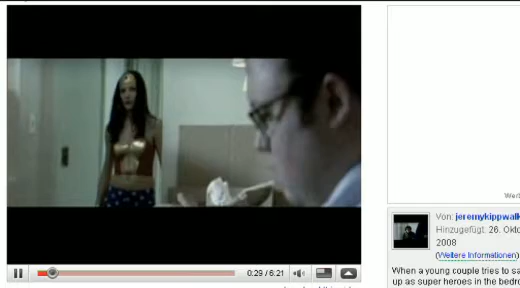 0:29 / 6:21
Von: jeremykippwalk
Hinzugefügt: 26. Okto
2008
(Weitere Informationen)
When a young couple tries to sa
up as super heroes in the bedro